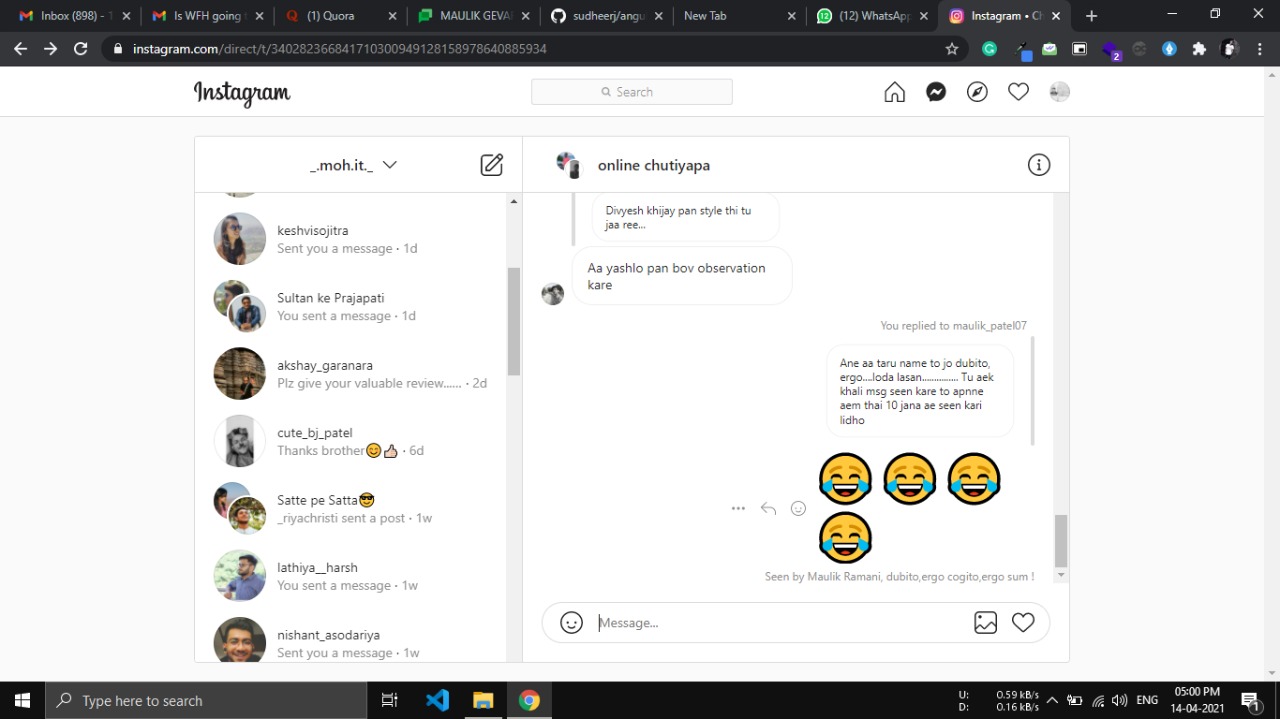 Inbox (898) - 1
Is WFH going t
(1) Quora
MAULIK GEVA
sudheerj/angu
New Tab
(12) WhatsApp
Instagram • Ch
instagram.com/direct/t/340282366841710300949128158978640885934
2
Instagram
Search
_.moh.it._
online chutiyapa
keshvisojitra
Sent you a message · 1d
Sultan ke Prajapati
You sent a message · 1d
akshay_garanara
Plz give your valuable review...... · 2d
cute_bj_patel
Thanks brother😊👍🏻 · 6d
Satte pe Satta😎
_riyachristi sent a post · 1w
lathiya__harsh
You sent a message · 1w
nishant_asodariya
Sent you a message · 1w
Divyesh khijay pan style thi tu
jaa ree...
Aa yashlo pan bov observation
kare
You replied to maulik_patel07
Ane aa taru name to jo dubito,
ergo....loda lasan............... Tu aek
khali msg seen kare to apnne
aem thai 10 jana ae seen kari
lidho
😂😂😂
😂
Seen by Maulik Ramani, dubito,ergo cogito,ergo sum !
Message...
Type here to search
U: 0.59 kB/s
D: 0.16 kB/s
ENG
05:00 PM
14-04-2021
1